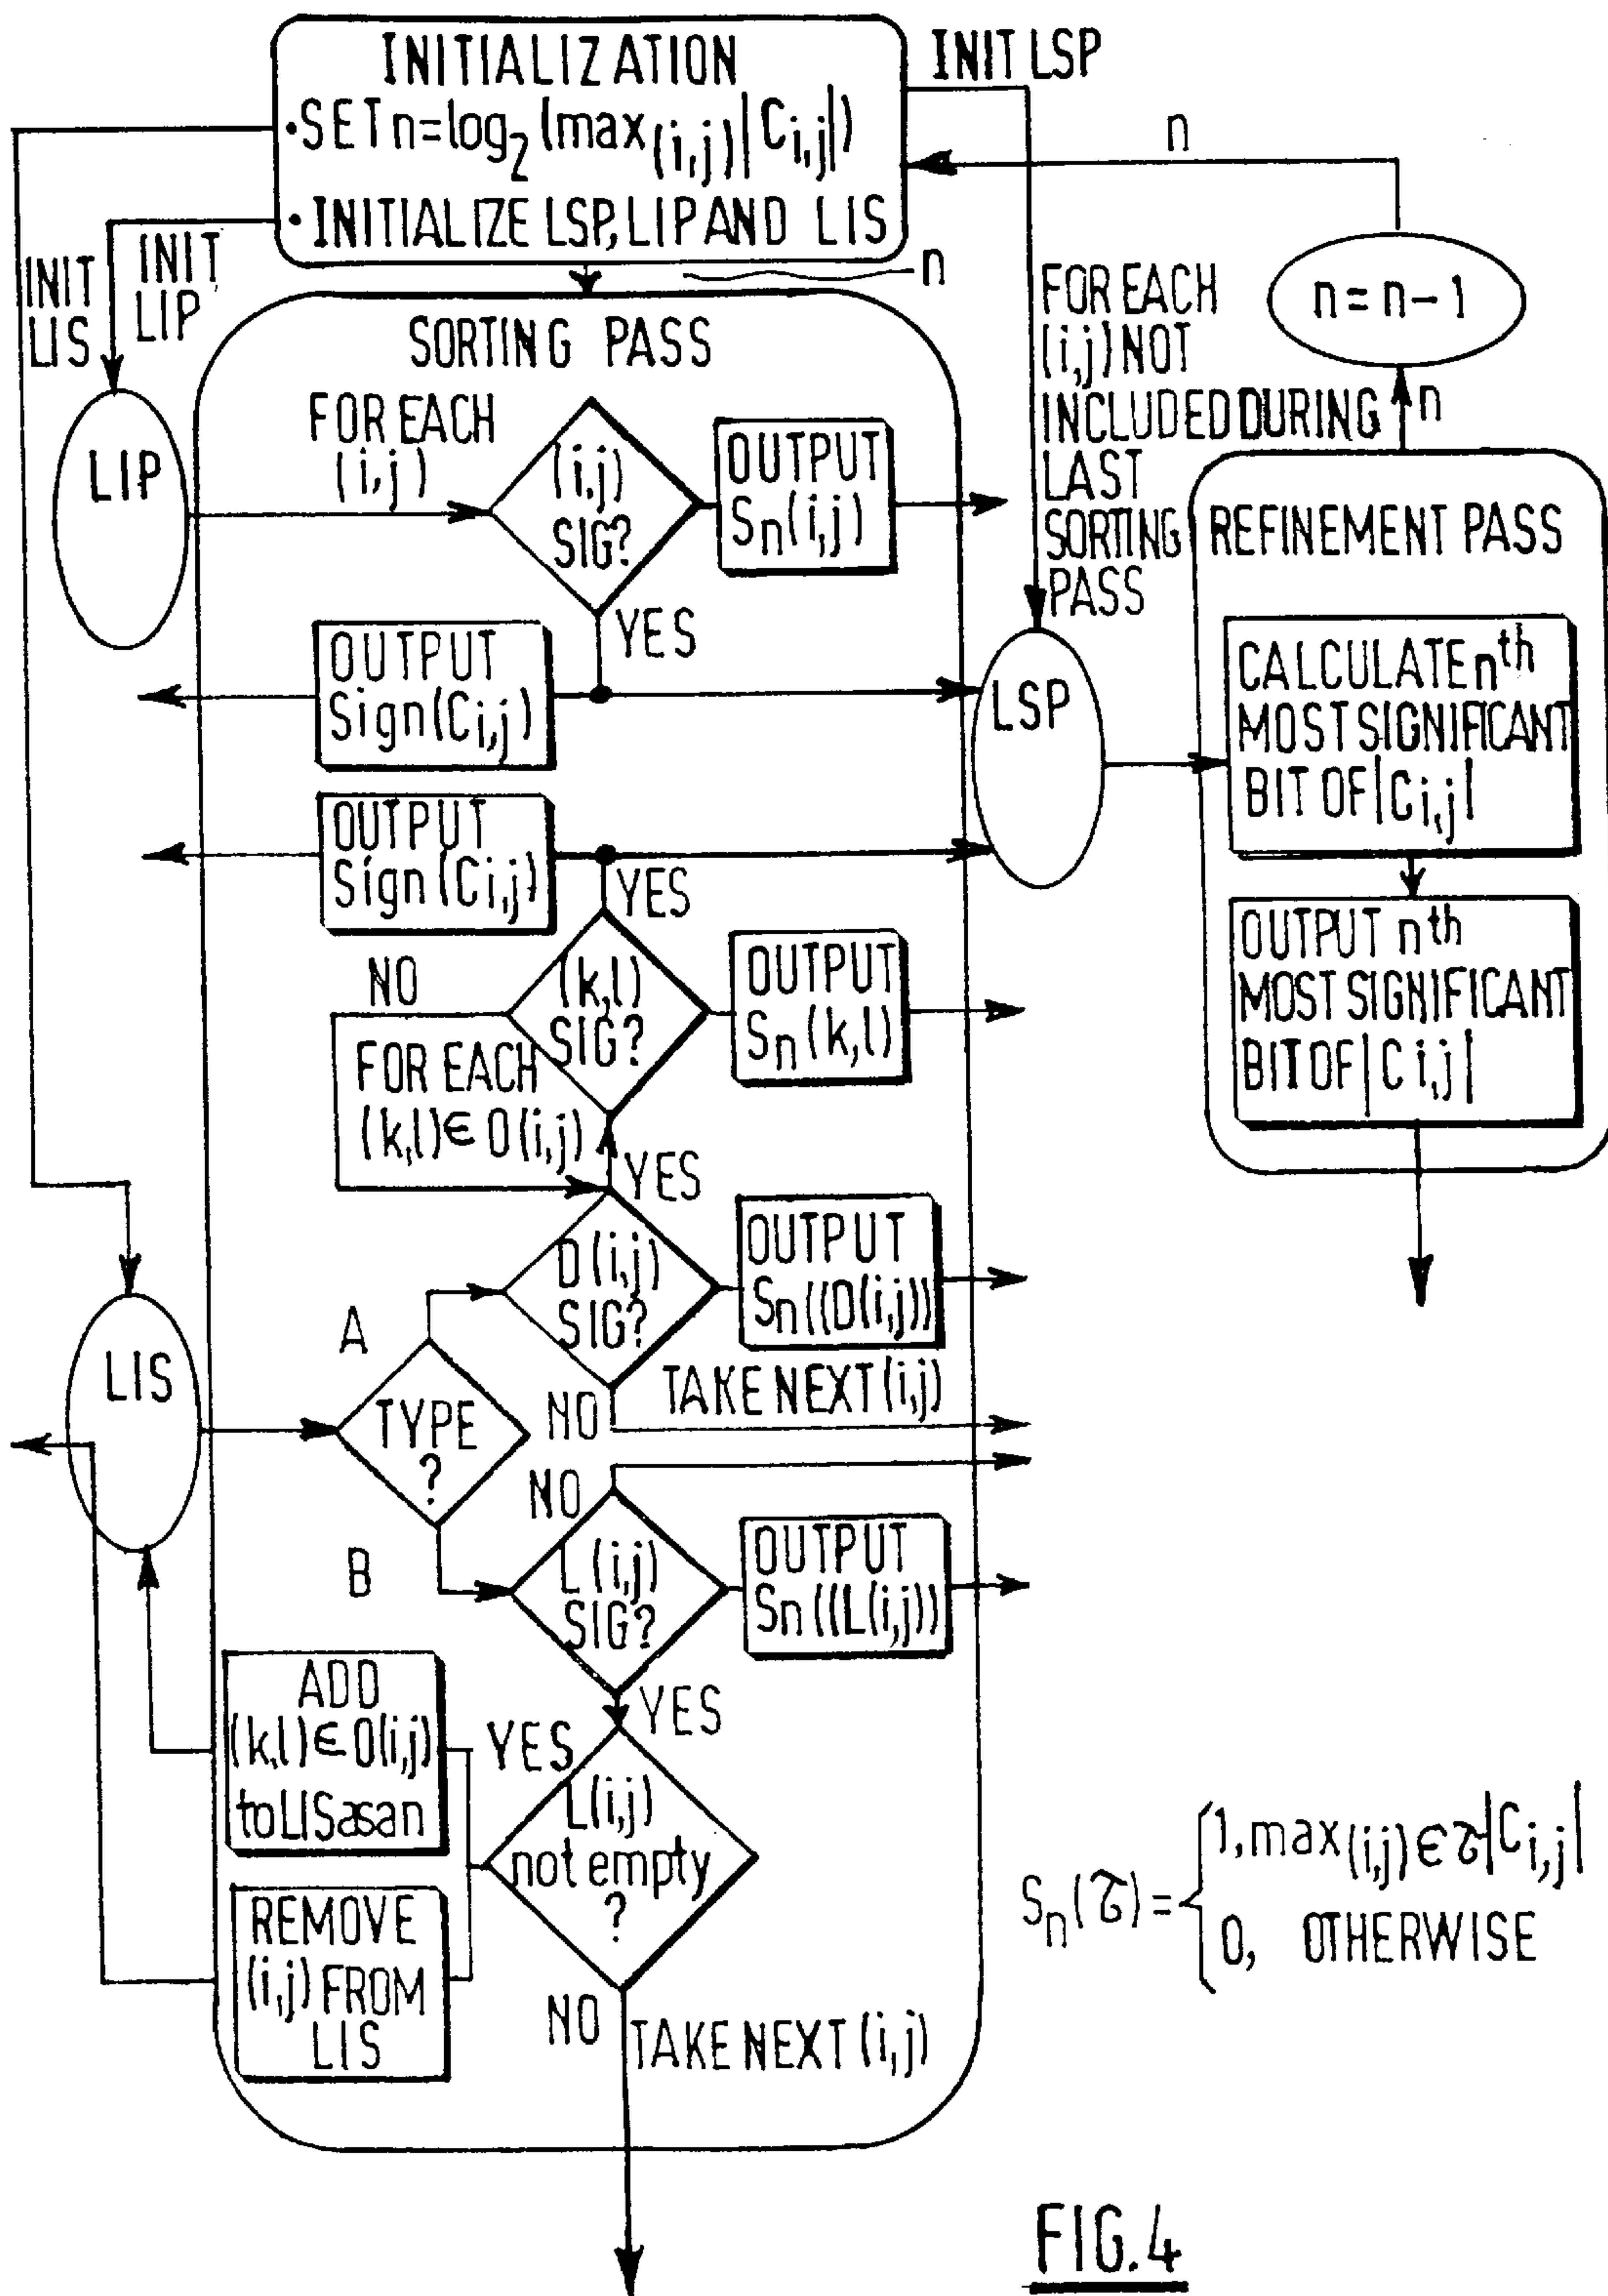 INITIALIZATION
•SET n=log2(max(i,j)|Ci,j|)
•INITIALIZE LSP, LIP AND LIS
INIT LSP
n
INIT
LIS
INIT
LIP
n
FOR EACH
(i,j) NOT
INCLUDED DURING
LAST
SORTING
PASS
n = n-1
n
SORTING PASS
LIP
FOR EACH
(i,j)
(i,j)
SIG?
OUTPUT
Sn(i,j)
YES
OUTPUT
Sign(Ci,j)
LSP
REFINEMENT PASS
CALCULATE nth
MOST SIGNIFICANT
BIT OF |Ci,j|
OUTPUT nth
MOST SIGNIFICANT
BIT OF |Ci,j|
OUTPUT
Sign(Ci,j)
YES
NO
(k,l)
SIG?
OUTPUT
Sn(k,l)
FOR EACH
(k,l)∈O(i,j)
YES
D(i,j)
SIG?
OUTPUT
Sn((D(i,j))
A
LIS
TYPE
?
NO
TAKE NEXT (i,j)
NO
B
L(i,j)
SIG?
OUTPUT
Sn((L(i,j))
YES
ADD
(k,l)∈O(i,j)
to LIS as an
YES
L(i,j)
not empty
?
REMOVE
(i,j) FROM
LIS
NO
TAKE NEXT (i,j)
Sn(τ) = {1, max(i,j)∈τ|Ci,j|
0, OTHERWISE
FIG.4